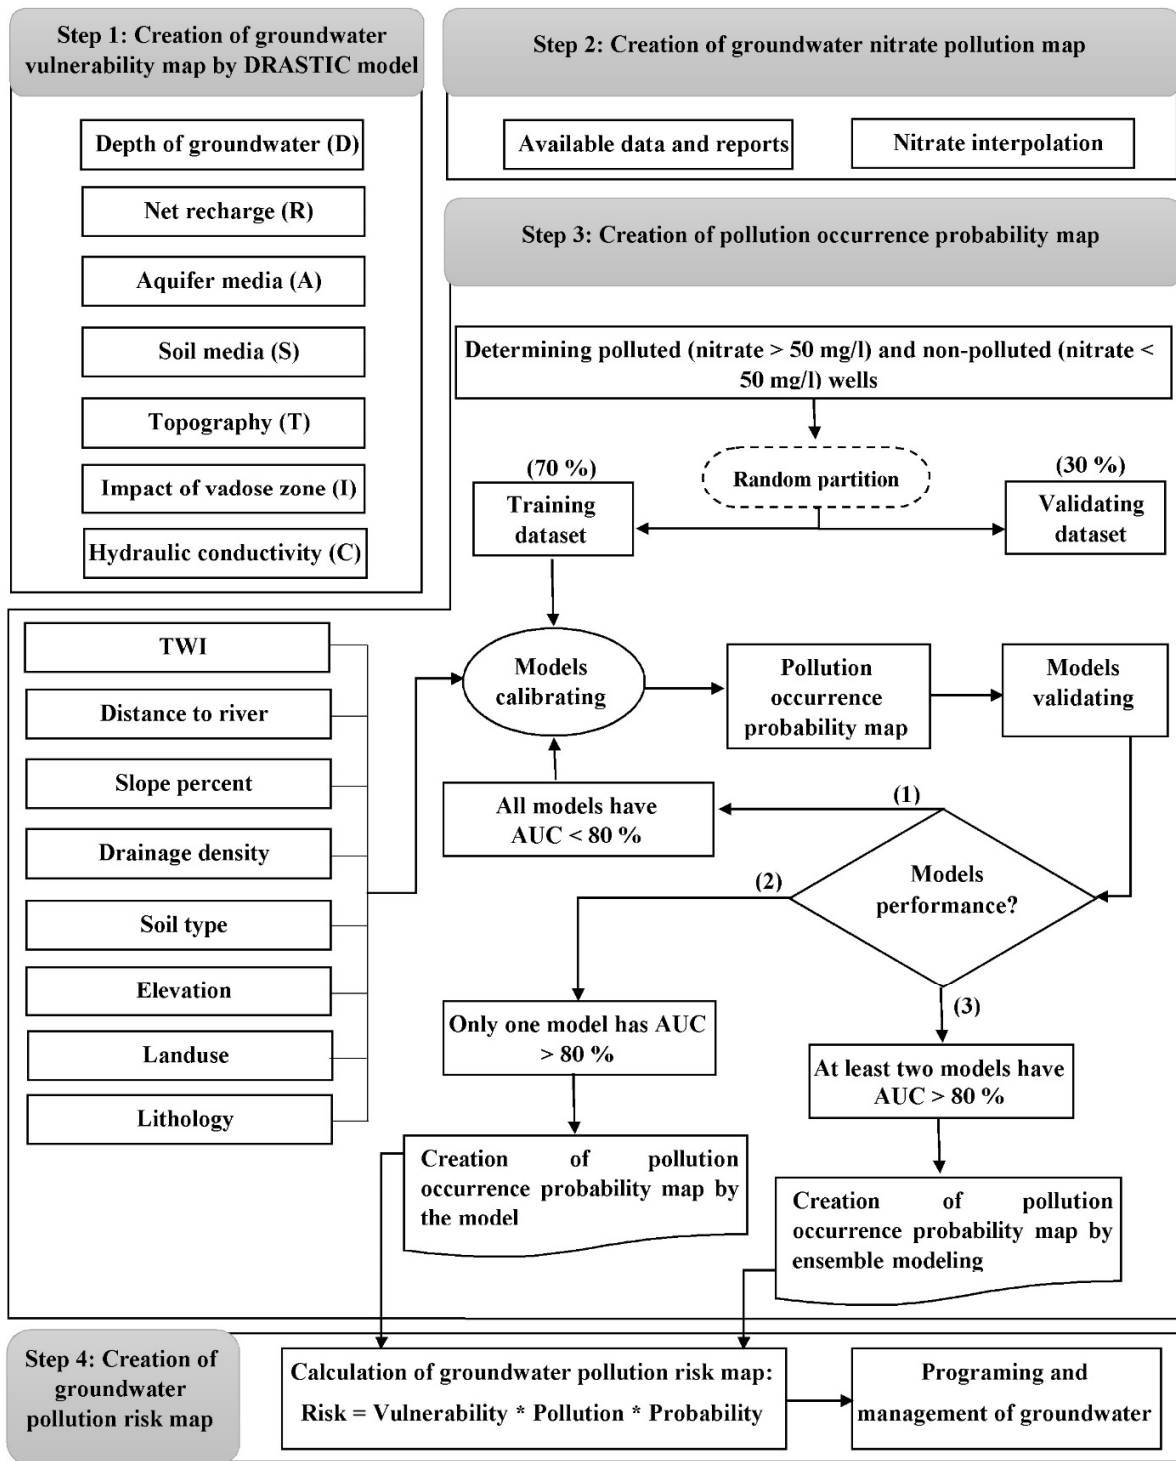 Step 1: Creation of groundwater
vulnerability map by DRASTIC model
Depth of groundwater (D)
Net recharge (R)
Aquifer media (A)
Soil media (S)
Topography (T)
Impact of vadose zone (I)
Hydraulic conductivity (C)
Step 2: Creation of groundwater nitrate pollution map
Available data and reports
Nitrate interpolation
Step 3: Creation of pollution occurrence probability map
Determining polluted (nitrate > 50 mg/l) and non-polluted (nitrate <
50 mg/l) wells
Random partition
(70 %)
Training
dataset
(30 %)
Validating
dataset
TWI
Distance to river
Slope percent
Drainage density
Soil type
Elevation
Landuse
Lithology
Models
calibrating
Pollution
occurrence
probability map
Models
validating
Models
performance?
(1)
All models have
AUC < 80 %
(2)
Only one model has AUC
> 80 %
(3)
At least two models have
AUC > 80 %
Creation of pollution
occurrence probability map by
the model
Creation of pollution
occurrence probability map by
ensemble modeling
Step 4: Creation of
groundwater
pollution risk map
Calculation of groundwater pollution risk map:
Risk = Vulnerability * Pollution * Probability
Programing and
management of groundwater